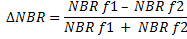 ΔNBR = NBR f1 – NBR f2
NBR f1 + NBR f2